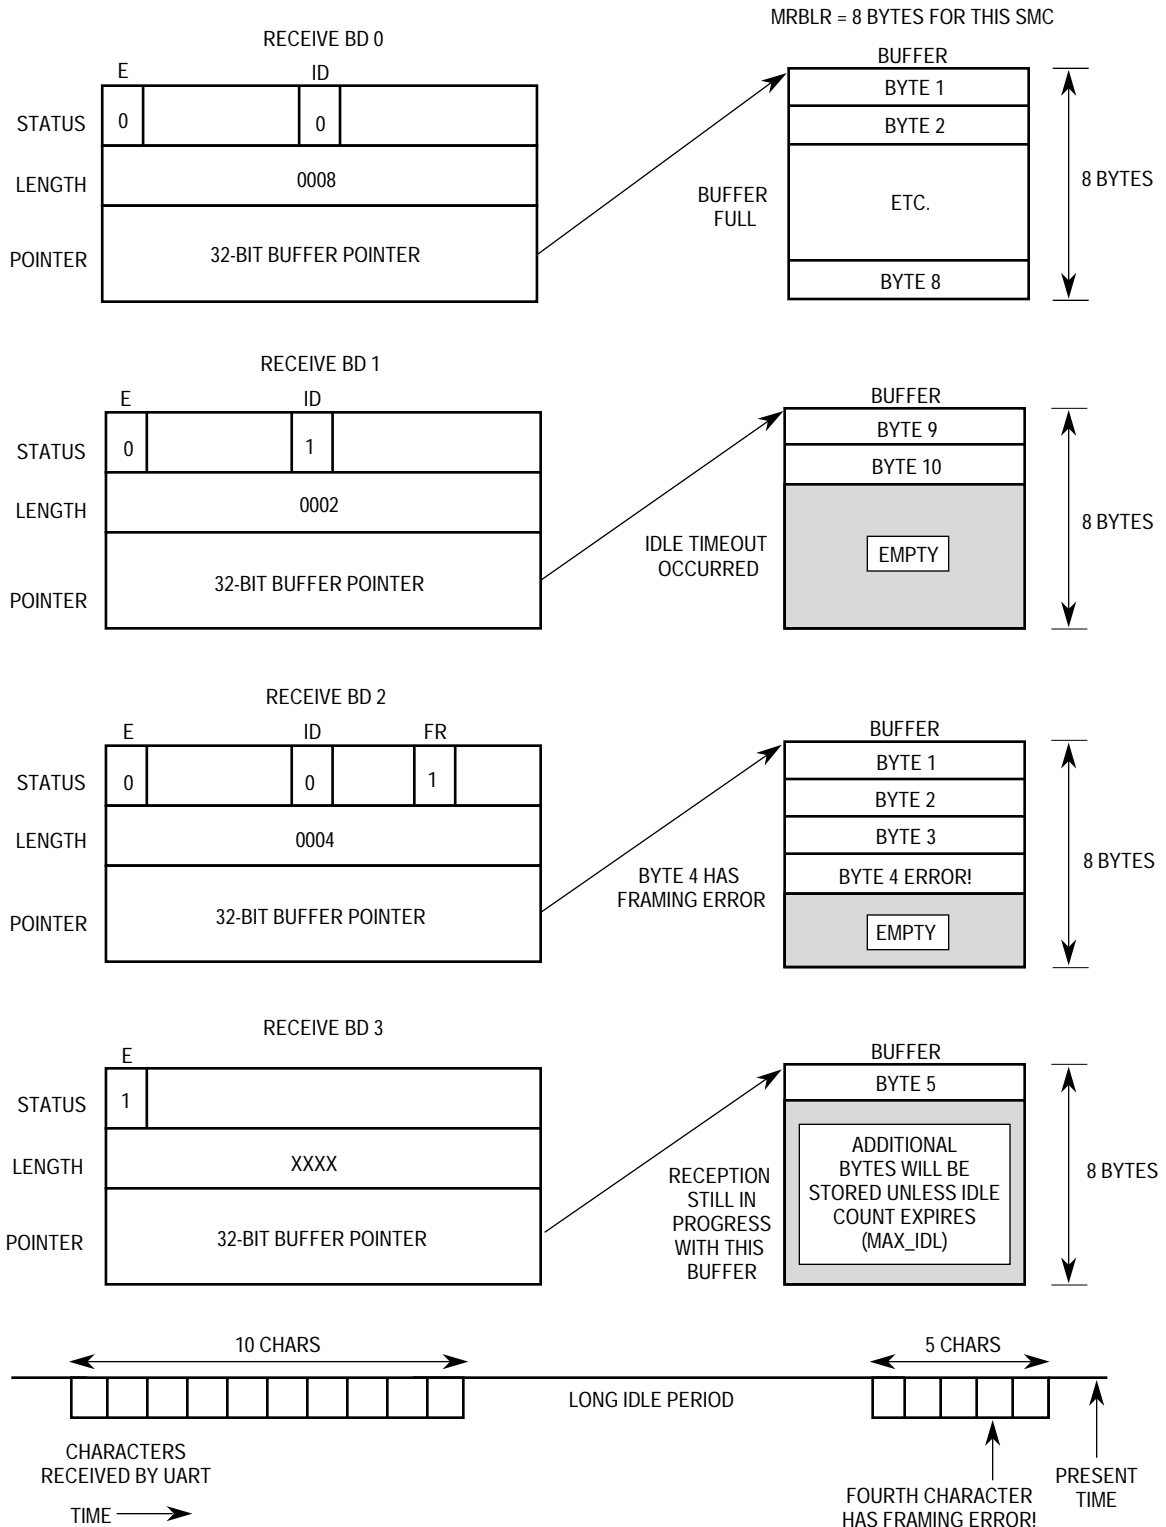 MRBLR = 8 BYTES FOR THIS SMC
RECEIVE BD 0
E ID
STATUS 0 0
LENGTH 0008
POINTER 32-BIT BUFFER POINTER
BUFFER
BYTE 1
BYTE 2
ETC.
BYTE 8
BUFFER
FULL
8 BYTES
RECEIVE BD 1
E ID
STATUS 0 1
LENGTH 0002
POINTER 32-BIT BUFFER POINTER
BUFFER
BYTE 9
BYTE 10
EMPTY
IDLE TIMEOUT
OCCURRED
8 BYTES
RECEIVE BD 2
E ID FR
STATUS 0 0 1
LENGTH 0004
POINTER 32-BIT BUFFER POINTER
BUFFER
BYTE 1
BYTE 2
BYTE 3
BYTE 4 ERROR!
EMPTY
BYTE 4 HAS
FRAMING ERROR
8 BYTES
RECEIVE BD 3
E
STATUS 1
LENGTH XXXX
POINTER 32-BIT BUFFER POINTER
BUFFER
BYTE 5
ADDITIONAL
BYTES WILL BE
STORED UNLESS IDLE
COUNT EXPIRES
(MAX_IDL)
RECEPTION
STILL IN
PROGRESS
WITH THIS
BUFFER
8 BYTES
10 CHARS
5 CHARS
LONG IDLE PERIOD
CHARACTERS
RECEIVED BY UART
TIME
FOURTH CHARACTER
HAS FRAMING ERROR!
PRESENT
TIME